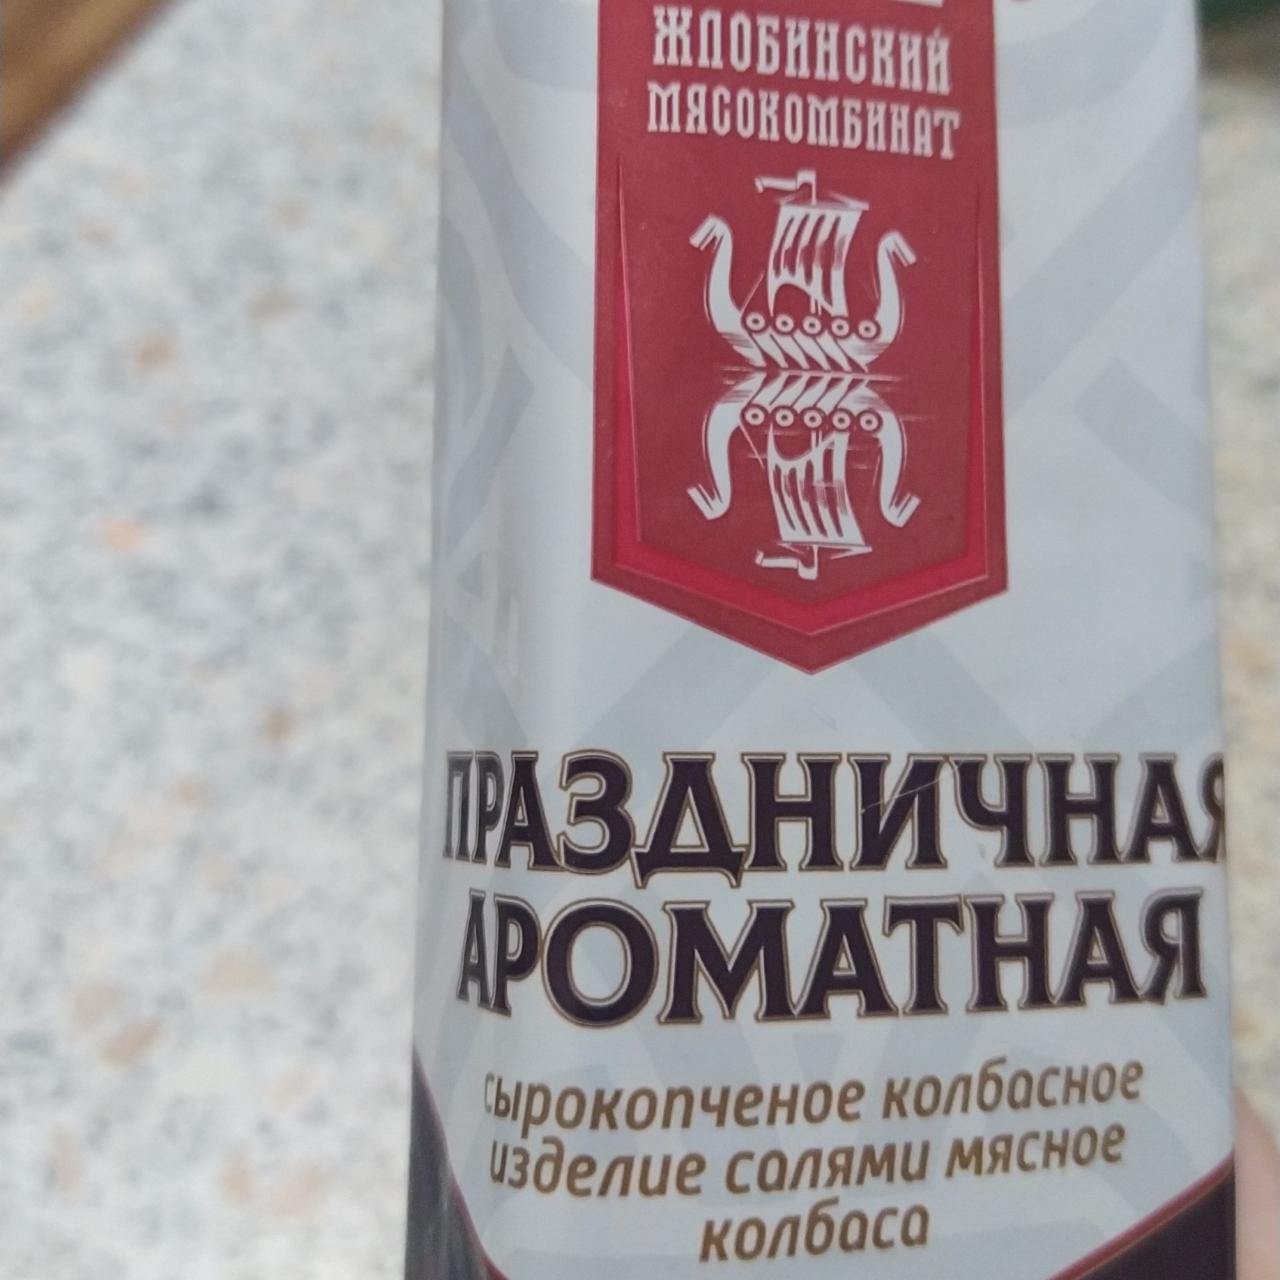 ЖЛОБИНСКИЙ
МЯСОКОМБИНАТ
ПРАЗДНИЧНАЯ
АРОМАТНАЯ
сырокопченое колбасное
изделие салями мясное
колбаса